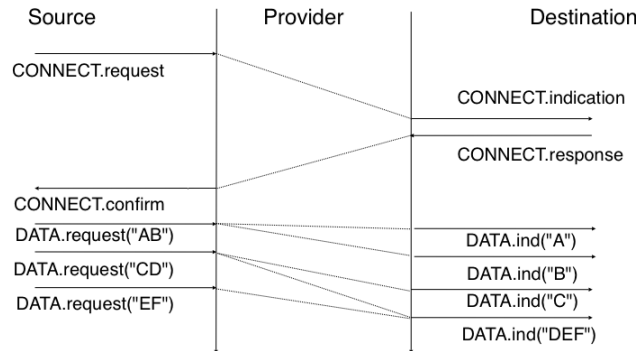 Source Provider Destination
CONNECT.request
CONNECT.indication
CONNECT.response
CONNECT.confirm
DATA.request("AB")
DATA.ind("A")
DATA.request("CD")
DATA.ind("B")
DATA.ind("C")
DATA.request("EF")
DATA.ind("DEF")